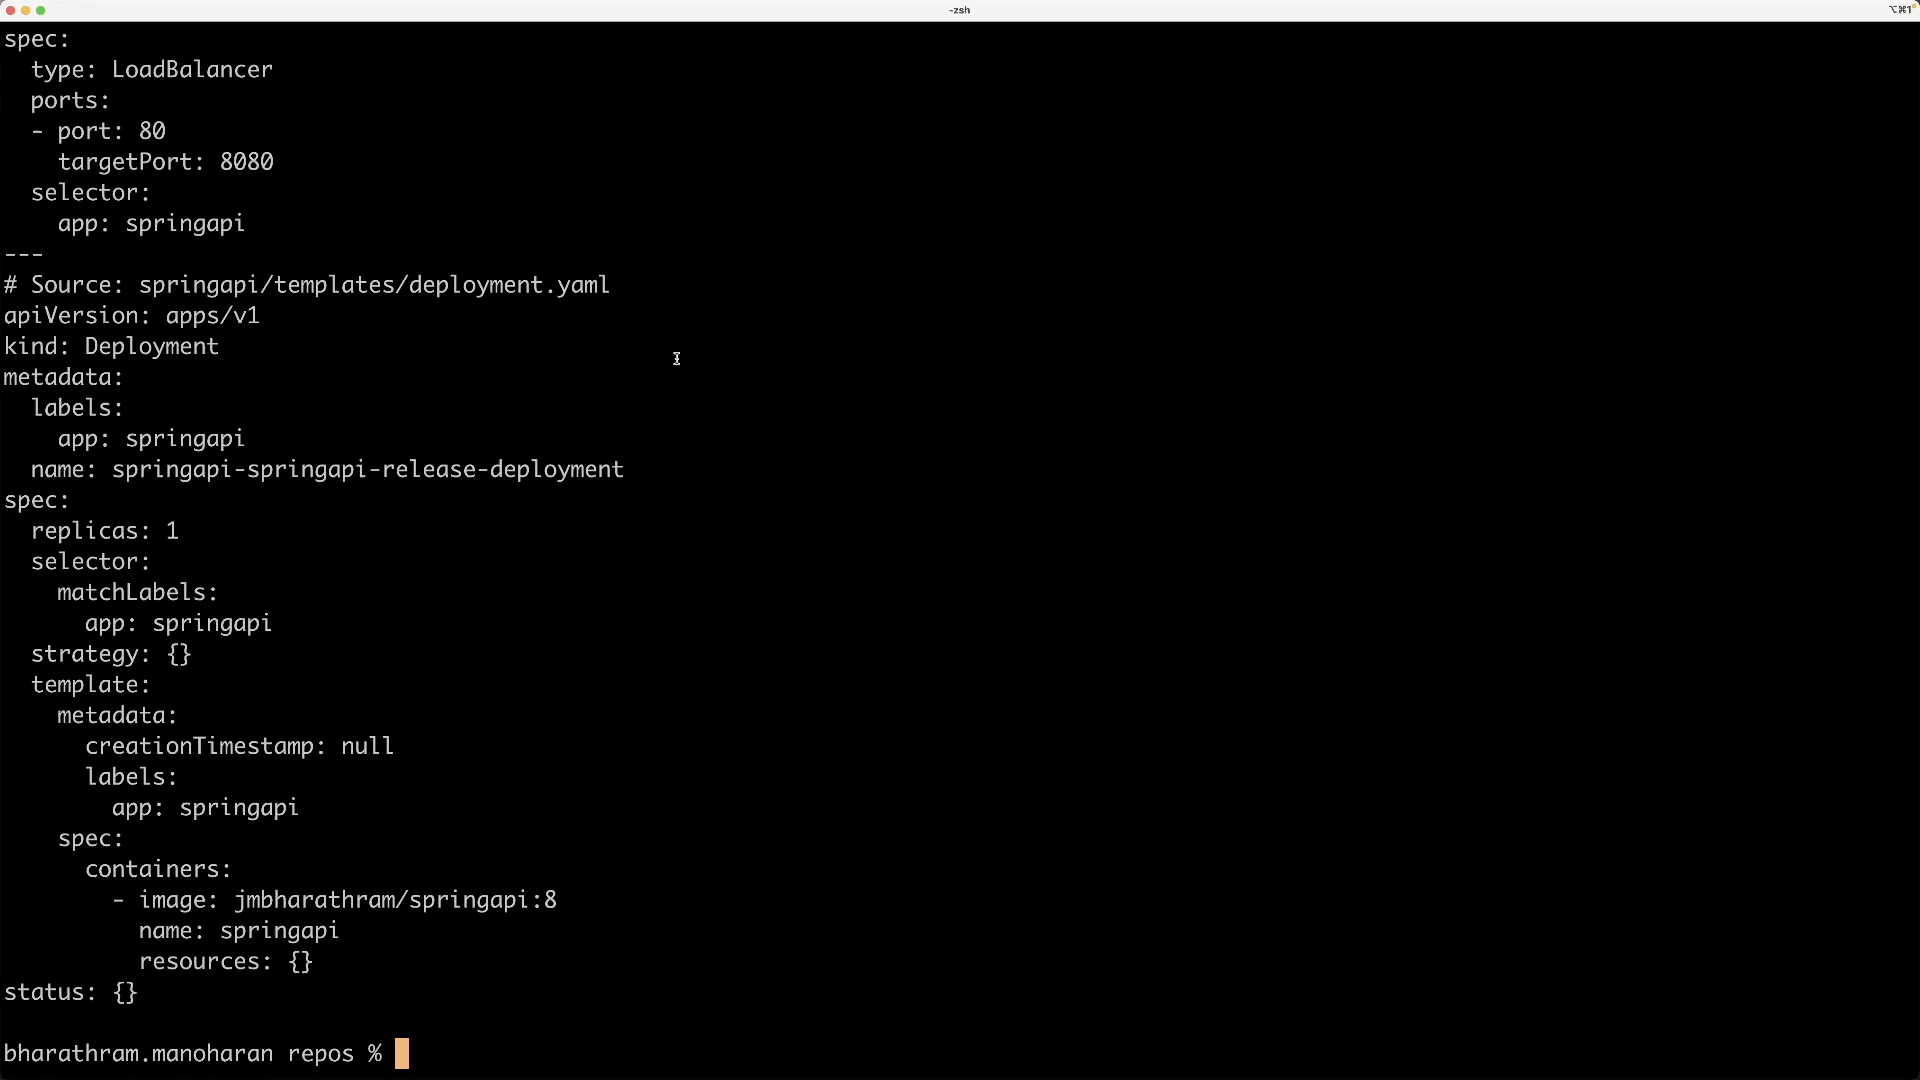 -zsh
⌥⌘1
spec:
  type: LoadBalancer
  ports:
  - port: 80
    targetPort: 8080
  selector:
    app: springapi
---
# Source: springapi/templates/deployment.yaml
apiVersion: apps/v1
kind: Deployment
metadata:
  labels:
    app: springapi
  name: springapi-springapi-release-deployment
spec:
  replicas: 1
  selector:
    matchLabels:
      app: springapi
  strategy: {}
  template:
    metadata:
      creationTimestamp: null
      labels:
        app: springapi
    spec:
      containers:
        - image: jmbharathram/springapi:8
          name: springapi
          resources: {}
status: {}
bharathram.manoharan repos %